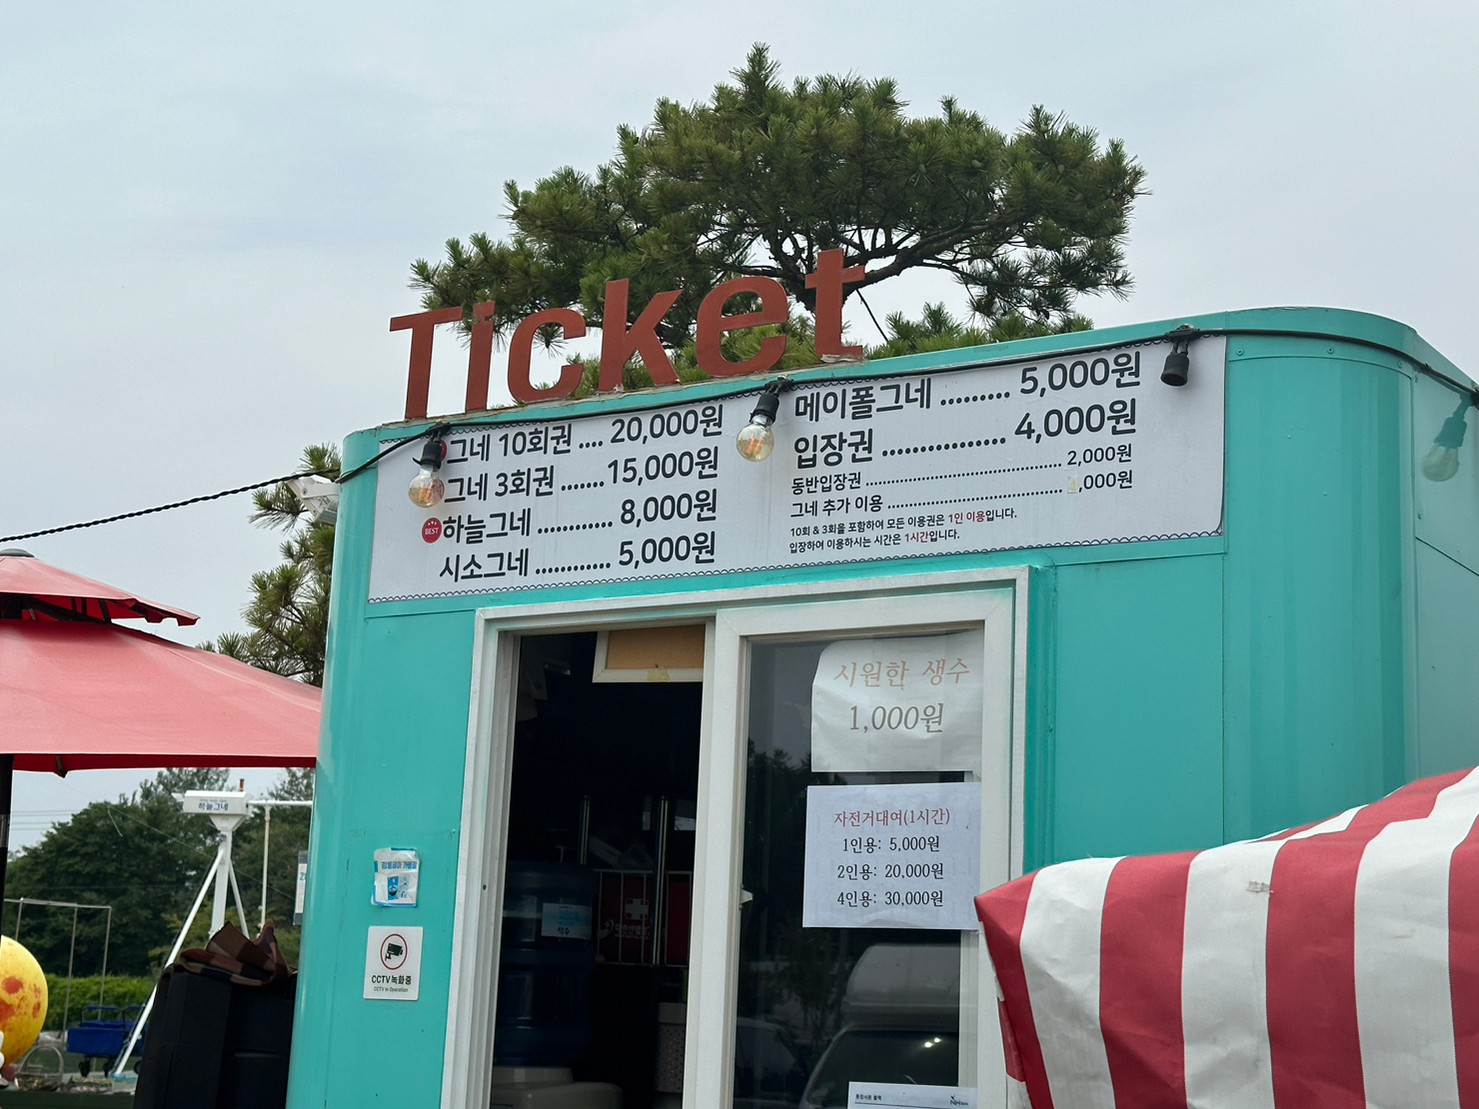 Ticket
그네 10회권 .... 20,000원
그네 3회권 ....... 15,000원
BEST 하늘그네 ............ 8,000원
시소그네 ............ 5,000원
메이폴그네 ......... 5,000원
입장권 ................ 4,000원
동반입장권 ........................ 2,000원
그네 추가 이용 ........................ ,000원
10회 & 3회을 포함하여 모든 이용권은 1인 이용입니다.
입장하여 이용하시는 시간은 1시간입니다.
시원한 생수
1,000원
자전거대여(1시간)
1인용: 5,000원
2인용: 20,000원
4인용: 30,000원
하늘그네
CCTV 녹화중
CCTV in Operation